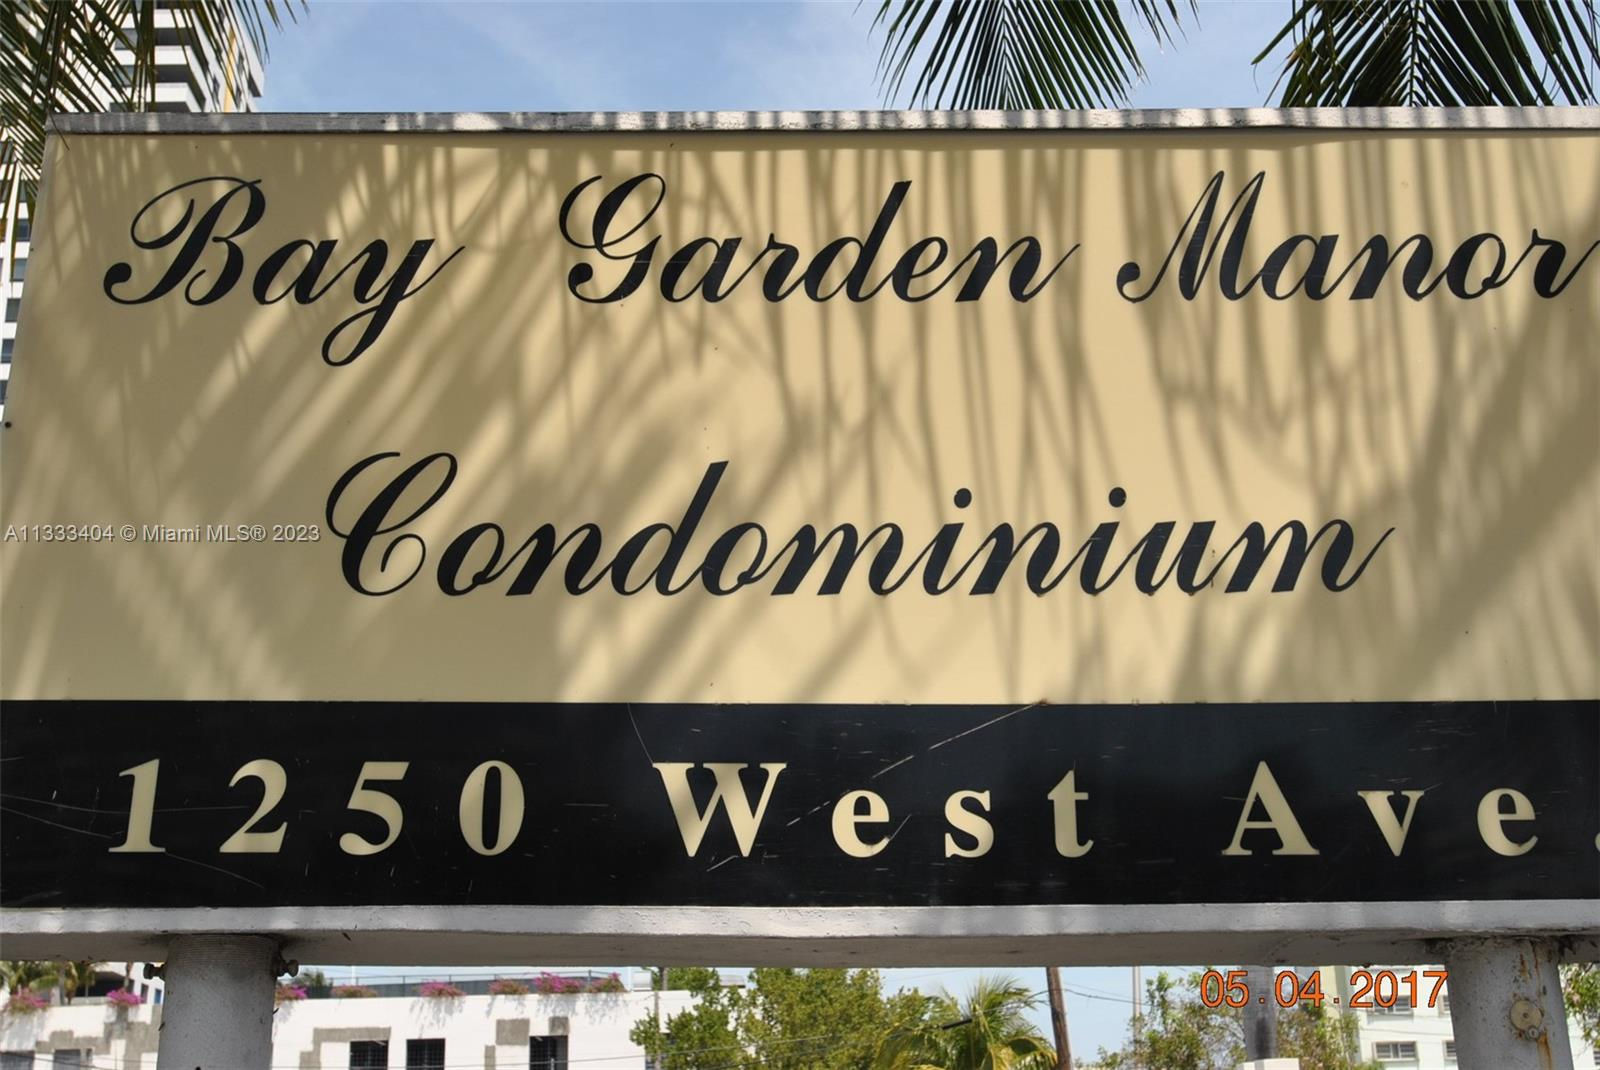 Bay Garden Manor
Condominium
A11333404 © Miami MLS® 2023
1250 West Ave.
05.04.2017